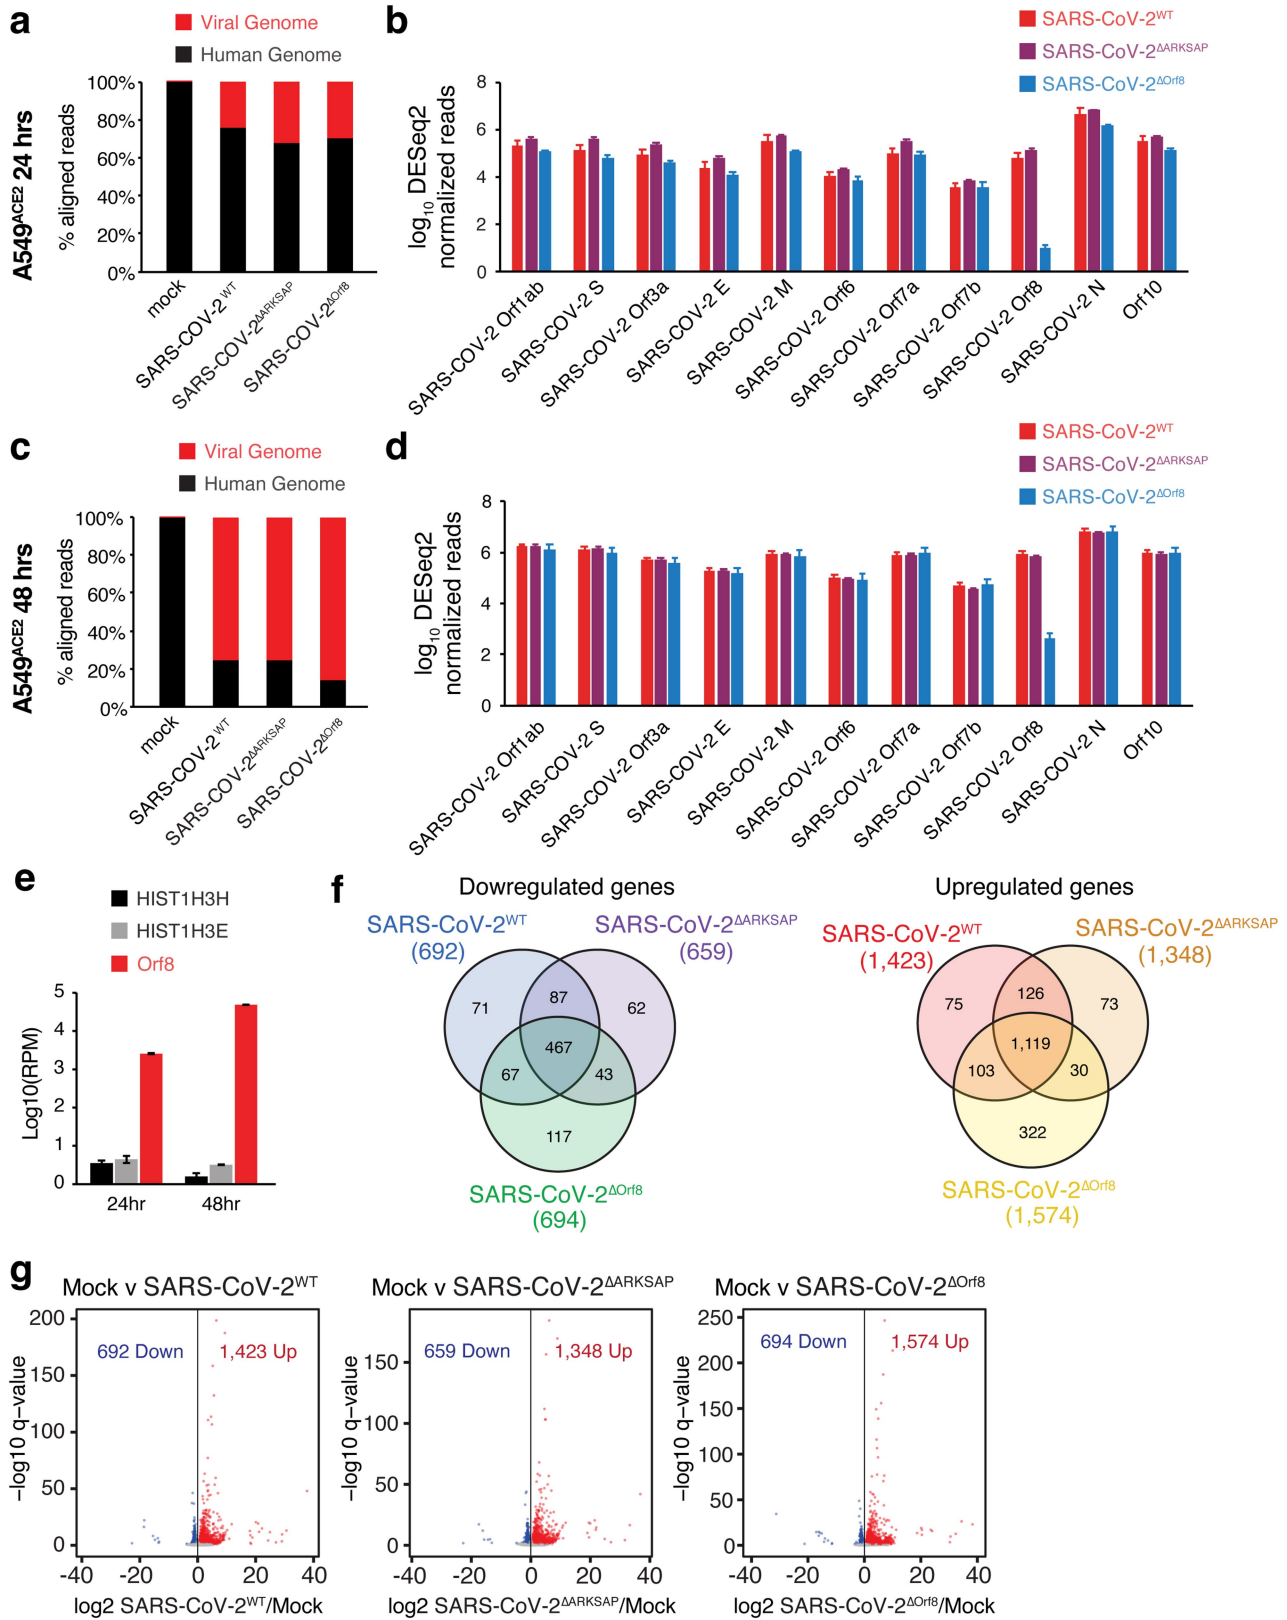 a
Viral Genome
Human Genome
A549ACE2 24 hrs
% aligned reads
100%
80%
60%
40%
20%
0%
mock
SARS-COV-2WT
SARS-COV-2ΔARKSAP
SARS-COV-2ΔOrf8
b
SARS-CoV-2WT
SARS-CoV-2ΔARKSAP
SARS-CoV-2ΔOrf8
log10 DESeq2
normalized reads
8
6
4
2
0
SARS-COV-2 Orf1ab
SARS-COV-2 S
SARS-COV-2 Orf3a
SARS-COV-2 E
SARS-COV-2 M
SARS-COV-2 Orf6
SARS-COV-2 Orf7a
SARS-COV-2 Orf7b
SARS-COV-2 Orf8
SARS-COV-2 N
Orf10
c
Viral Genome
Human Genome
A549ACE2 48 hrs
% aligned reads
100%
80%
60%
40%
20%
0%
mock
SARS-COV-2WT
SARS-COV-2ΔARKSAP
SARS-COV-2ΔOrf8
d
SARS-CoV-2WT
SARS-CoV-2ΔARKSAP
SARS-CoV-2ΔOrf8
log10 DESeq2
normalized reads
8
6
4
2
0
SARS-COV-2 Orf1ab
SARS-COV-2 S
SARS-COV-2 Orf3a
SARS-COV-2 E
SARS-COV-2 M
SARS-COV-2 Orf6
SARS-COV-2 Orf7a
SARS-COV-2 Orf7b
SARS-COV-2 Orf8
SARS-COV-2 N
Orf10
e
HIST1H3H
HIST1H3E
Orf8
Log10(RPM)
5
4
3
2
1
0
24hr
48hr
f
Dowregulated genes
SARS-CoV-2WT
(692)
SARS-CoV-2ΔARKSAP
(659)
71
87
62
467
67
43
117
SARS-CoV-2ΔOrf8
(694)
Upregulated genes
SARS-CoV-2WT
(1,423)
SARS-CoV-2ΔARKSAP
(1,348)
75
126
73
1,119
103
30
322
SARS-CoV-2ΔOrf8
(1,574)
g
Mock v SARS-CoV-2WT
−log10 q−value
200
150
100
50
0
692 Down
1,423 Up
-40
-20
0
20
40
log2 SARS-CoV-2WT/Mock
Mock v SARS-CoV-2ΔARKSAP
−log10 q−value
150
100
50
0
659 Down
1,348 Up
-40
-20
0
20
40
log2 SARS-CoV-2ΔARKSAP/Mock
Mock v SARS-CoV-2ΔOrf8
−log10 q−value
250
200
150
100
50
0
694 Down
1,574 Up
-40
-20
0
20
40
log2 SARS-CoV-2ΔOrf8/Mock